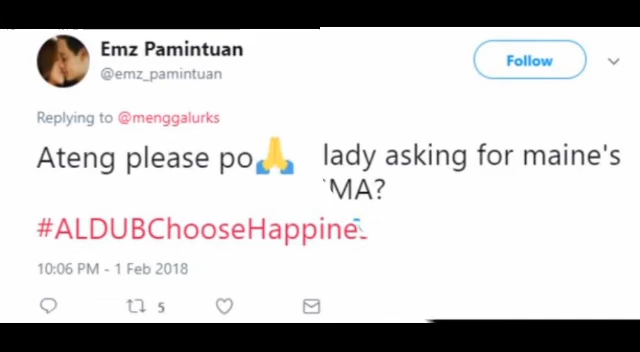 Emz Pamintuan
@emz_pamintuan
Follow
Replying to @menggalurks
Ateng please po🙏 lady asking for maine's
MA?
#ALDUBChooseHappine
10:06 PM - 1 Feb 2018
5